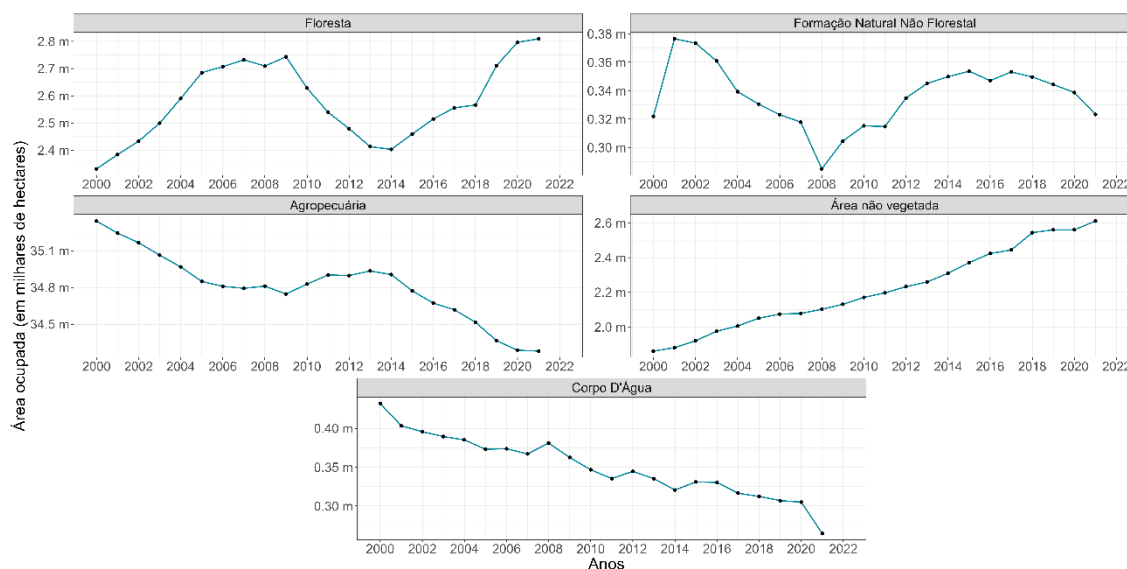 Floresta
2.8 m
2.7 m
2.6 m
2.5 m
2.4 m
2000 2002 2004 2006 2008 2010 2012 2014 2016 2018 2020 2022
Formação Natural Não Florestal
0.38 m
0.36 m
0.34 m
0.32 m
0.30 m
2000 2002 2004 2006 2008 2010 2012 2014 2016 2018 2020 2022
Área ocupada (em milhares de hectares)
Agropecuária
35.1 m
34.8 m
34.5 m
2000 2002 2004 2006 2008 2010 2012 2014 2016 2018 2020 2022
Área não vegetada
2.6 m
2.4 m
2.2 m
2.0 m
2000 2002 2004 2006 2008 2010 2012 2014 2016 2018 2020 2022
Corpo D'Água
0.40 m
0.35 m
0.30 m
2000 2002 2004 2006 2008 2010 2012 2014 2016 2018 2020 2022
Anos